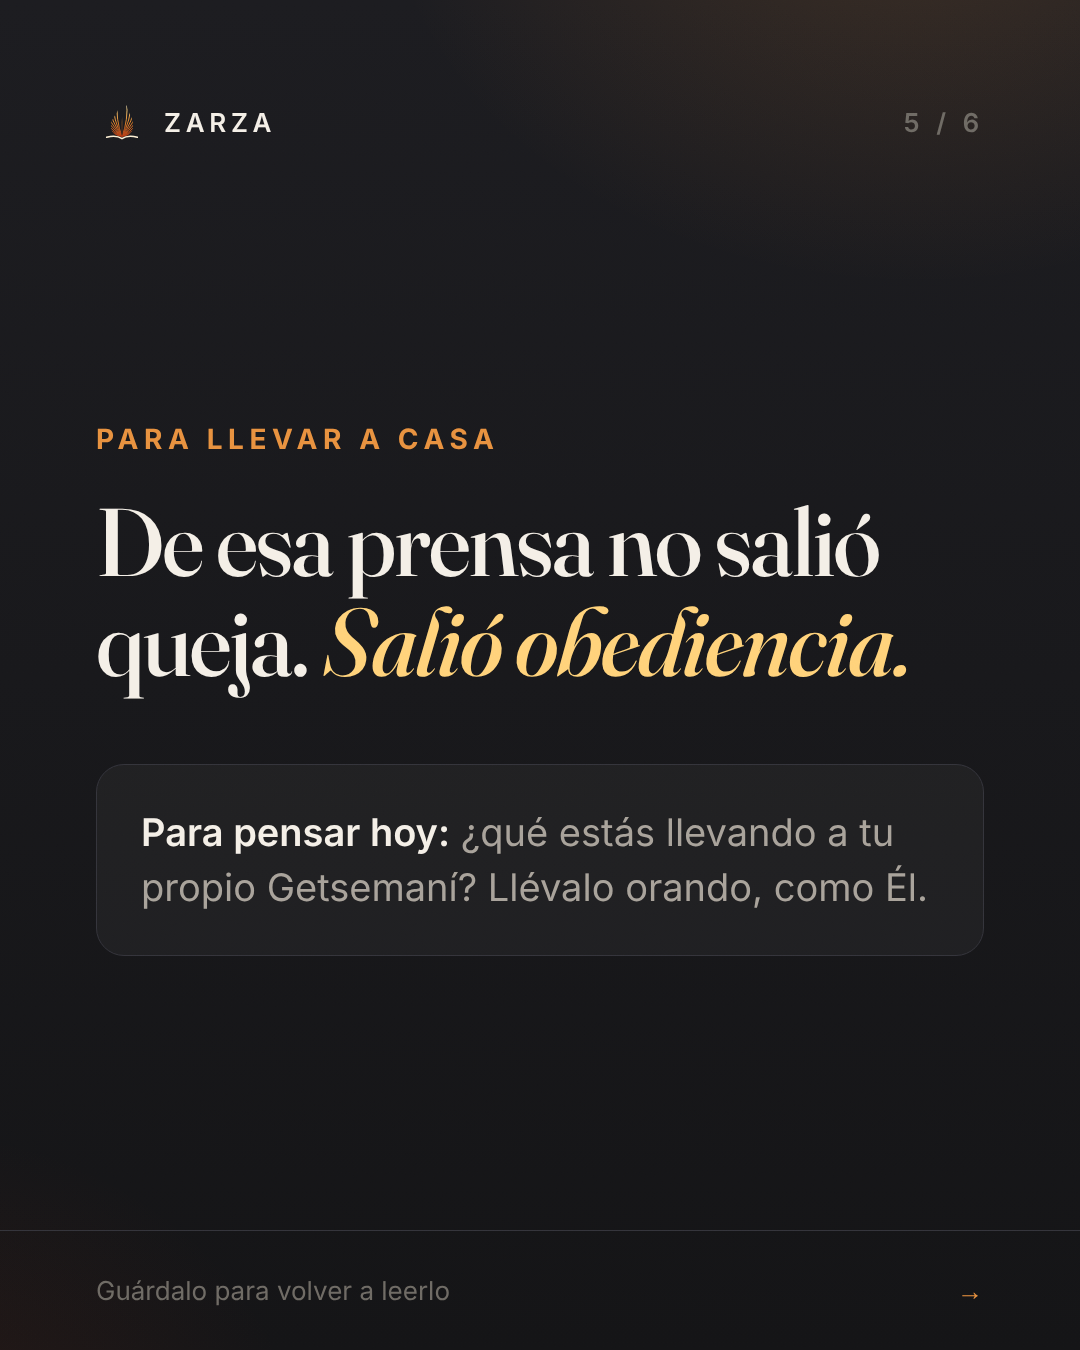 ZARZA
5 / 6
PARA LLEVAR A CASA
De esa prensa no salió
queja. Salió obediencia.
Para pensar hoy: ¿qué estás llevando a tu
propio Getsemaní? Llévalo orando, como Él.
Guárdalo para volver a leerlo
→